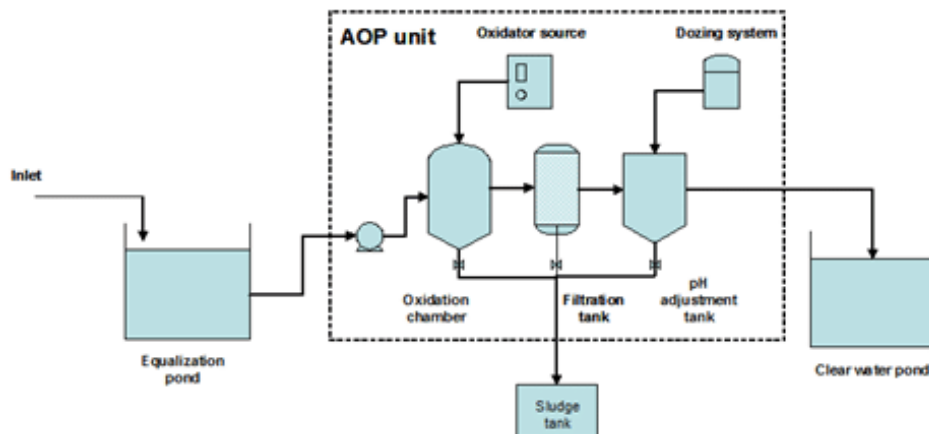 AOP unit
Oxidator source
Dozing system
Inlet
Oxidation
chamber
Filtration
tank
pH
adjustment
tank
Equalization
pond
Clear water pond
Sludge
tank